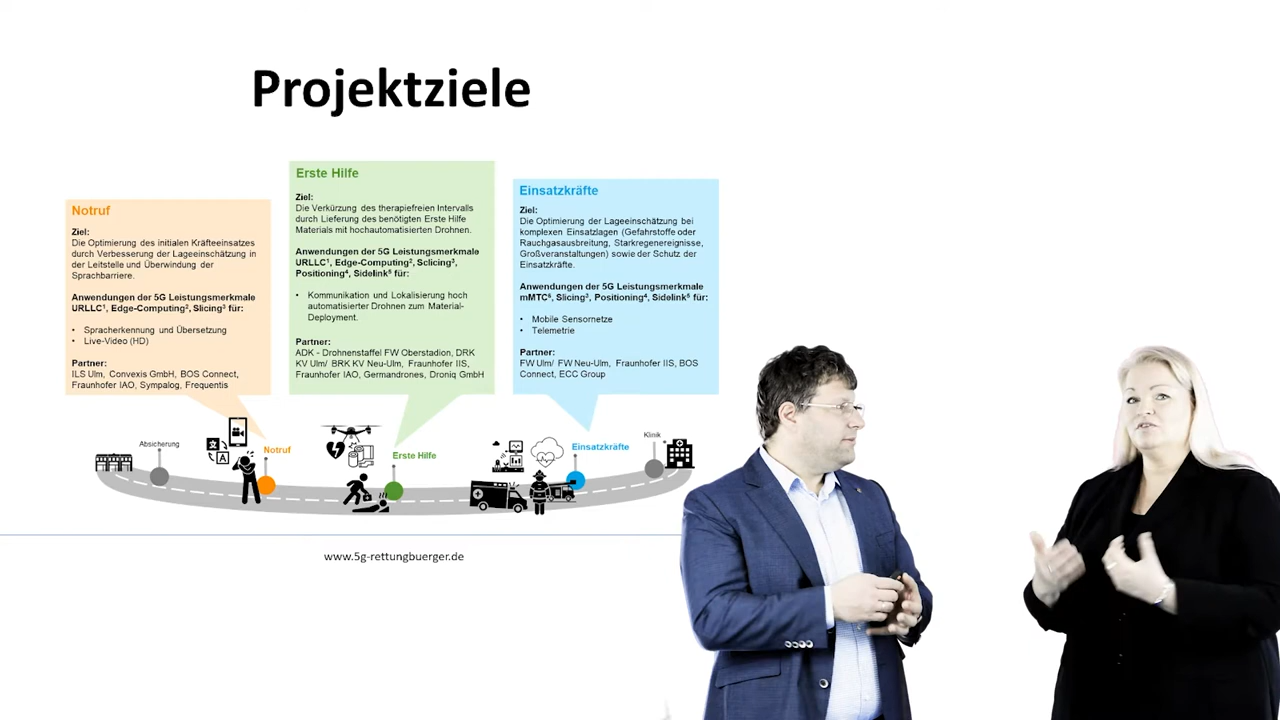 Projektziele
Notruf
Ziel:
Die Optimierung des initialen Kräfteeinsatzes
durch Verbesserung der Lageeinschätzung in
der Leitstelle und Überwindung der
Sprachbarriere.
Anwendungen der 5G Leistungsmerkmale
URLLC¹, Edge-Computing², Slicing³ für:
• Spracherkennung und Übersetzung
• Live-Video (HD)
Partner:
ILS Ulm, Convexis GmbH, BOS Connect,
Fraunhofer IAO, Sympalog, Frequentis
Erste Hilfe
Ziel:
Die Verkürzung des therapiefreien Intervalls
durch Lieferung des benötigten Erste Hilfe
Materials mit hochautomatisierten Drohnen.
Anwendungen der 5G Leistungsmerkmale
URLLC¹, Edge-Computing², Sclicing³,
Positioning⁴, Sidelink⁵ für:
• Kommunikation und Lokalisierung hoch
automatisierter Drohnen zum Material-
Deployment.
Partner:
ADK - Drohnenstaffel FW Oberstadion, DRK
KV Ulm/ BRK KV Neu-Ulm, Fraunhofer IIS,
Fraunhofer IAO, Germandrones, Droniq GmbH
Einsatzkräfte
Ziel:
Die Optimierung der Lageeinschätzung bei
komplexen Einsatzlagen (Gefahrstoffe oder
Rauchgasausbreitung, Starkregenereignisse,
Großveranstaltungen) sowie der Schutz der
Einsatzkräfte.
Anwendungen der 5G Leistungsmerkmale
mMTC⁶, Slicing³, Positioning⁴, Sidelink⁵ für:
• Mobile Sensornetze
• Telemetrie
Partner:
FW Ulm/ FW Neu-Ulm, Fraunhofer IIS, BOS
Connect, ECC Group
Absicherung
Notruf
Erste Hilfe
Einsatzkräfte
Klinik
www.5g-rettungbuerger.de